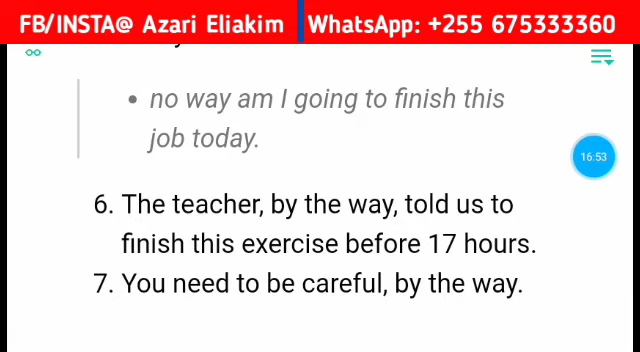 FB/INSTA@ Azari Eliakim WhatsApp: +255 675333360
• no way am I going to finish this
job today.
16:53
6. The teacher, by the way, told us to
finish this exercise before 17 hours.
7. You need to be careful, by the way.